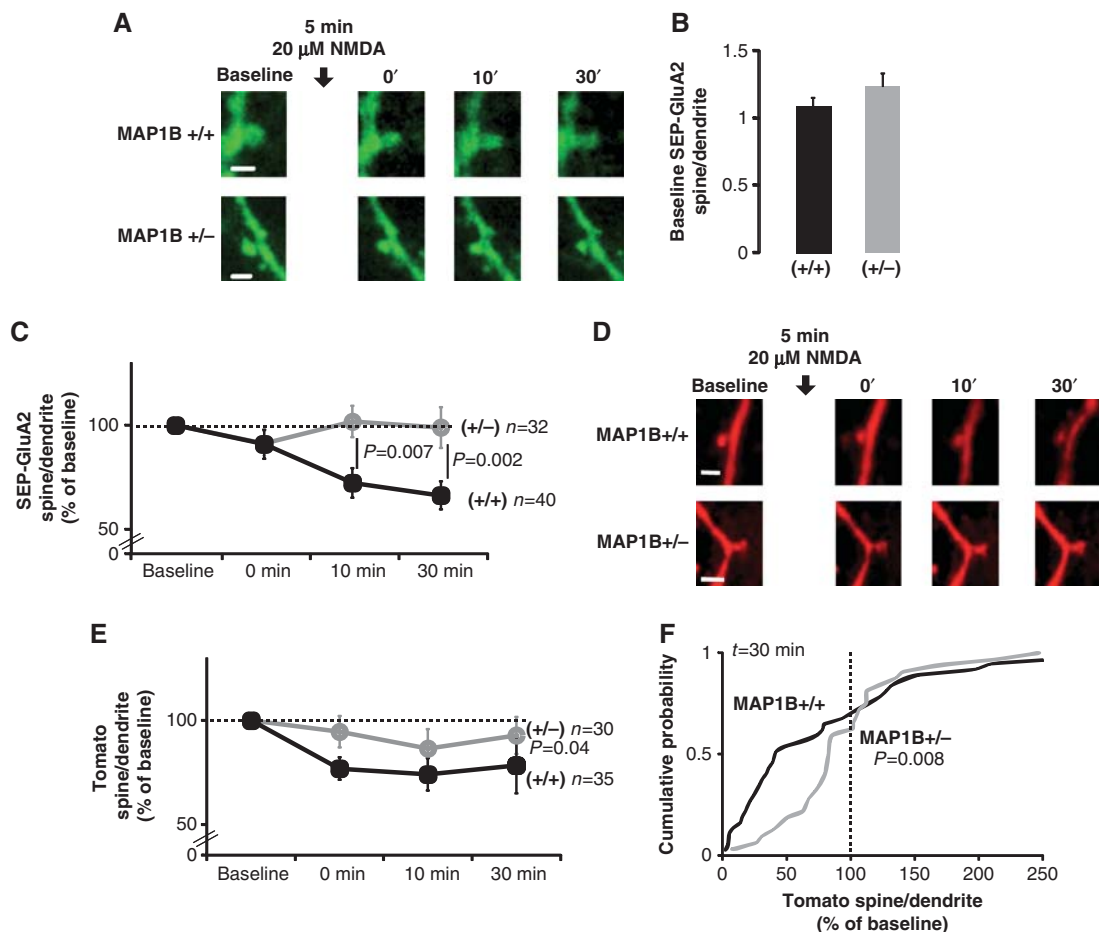 A
5 min
20 µM NMDA
Baseline
0′
10′
30′
MAP1B +/+
MAP1B +/−
B
Baseline SEP-GluA2
spine/dendrite
1.5
1
0.5
0
(+/+)
(+/−)
C
SEP-GluA2
spine/dendrite
(% of baseline)
100
50
0
(+/−) n=32
P=0.007
P=0.002
(+/+) n=40
Baseline
0 min
10 min
30 min
D
5 min
20 µM NMDA
Baseline
0′
10′
30′
MAP1B+/+
MAP1B+/−
E
Tomato
spine/dendrite
(% of baseline)
100
50
0
(+/−) n=30
P=0.04
(+/+) n=35
Baseline
0 min
10 min
30 min
F
Cumulative probability
1
0.5
0
t=30 min
MAP1B+/+
MAP1B+/−
P=0.008
0
50
100
150
200
250
Tomato spine/dendrite
(% of baseline)